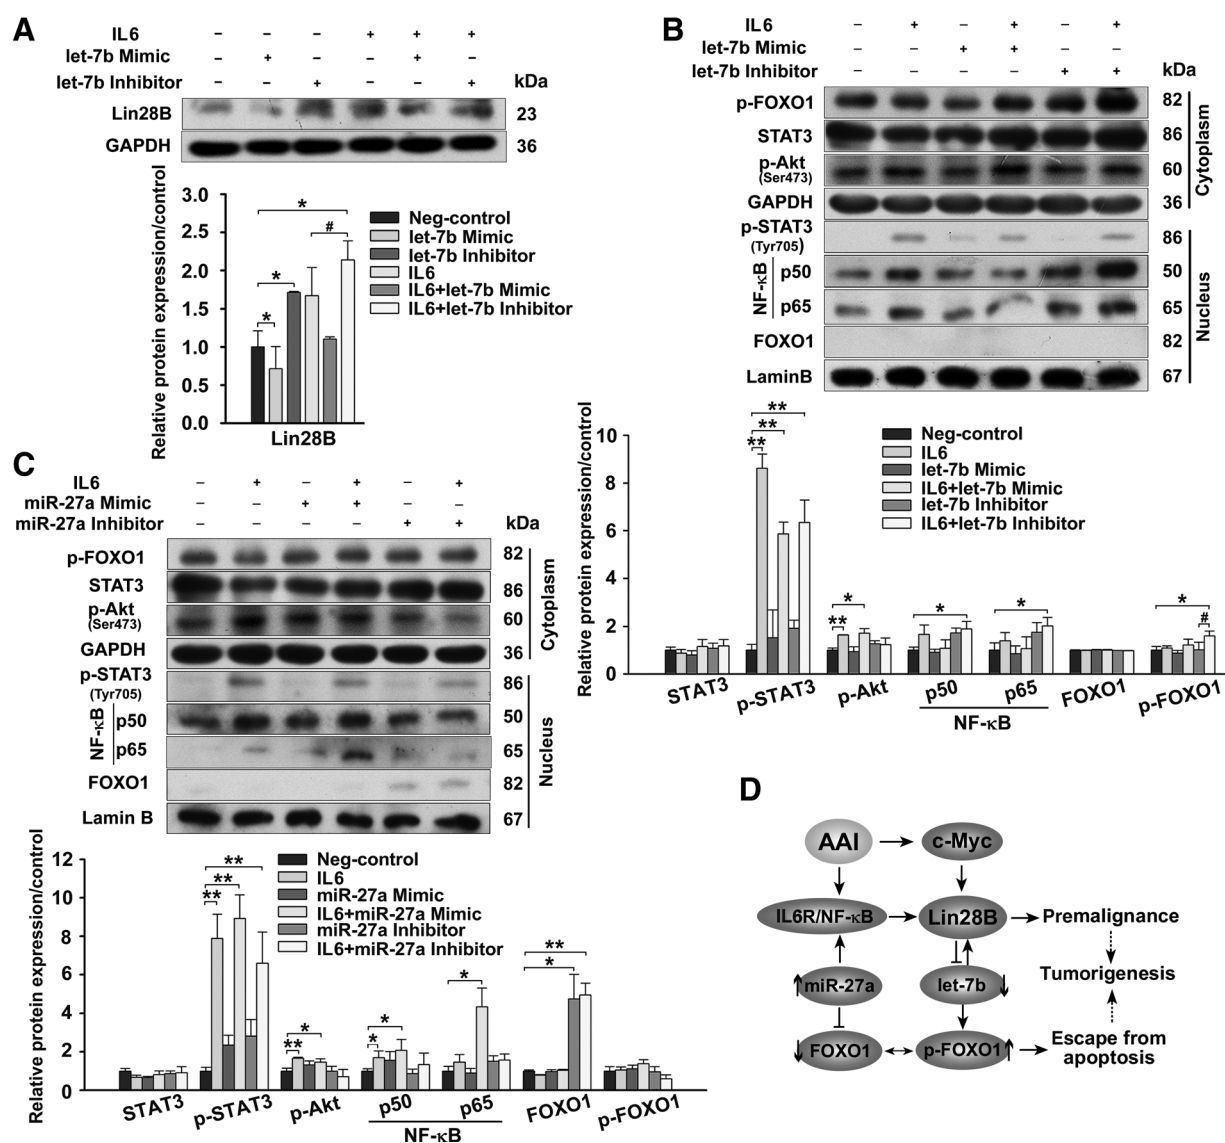 A
IL6 – – – + + +
let-7b Mimic – + – – + –
let-7b Inhibitor – – + – – +
kDa
Lin28B 23
GAPDH 36
Relative protein expression/control
3.0
2.5
2.0
1.5
1.0
0.5
0.0
* * * #
Lin28B
Neg-control
let-7b Mimic
let-7b Inhibitor
IL6
IL6+let-7b Mimic
IL6+let-7b Inhibitor
B
IL6 – + – + – +
let-7b Mimic – – + + – –
let-7b Inhibitor – – – – + +
kDa
p-FOXO1 82
STAT3 86
p-Akt
(Ser473) 60
GAPDH 36
Cytoplasm
p-STAT3
(Tyr705) 86
NF-κB
p50 50
p65 65
FOXO1 82
LaminB 67
Nucleus
Relative protein expression/control
10
8
6
4
2
0
** ** ** ** * * * * #
Neg-control
IL6
let-7b Mimic
IL6+let-7b Mimic
let-7b Inhibitor
IL6+let-7b Inhibitor
STAT3 p-STAT3 p-Akt p50 p65 FOXO1 p-FOXO1
NF-κB
C
IL6 – + – + – +
miR-27a Mimic – – + + – –
miR-27a Inhibitor – – – – + +
kDa
p-FOXO1 82
STAT3 86
p-Akt
(Ser473) 60
GAPDH 36
Cytoplasm
p-STAT3
(Tyr705) 86
NF-κB
p50 50
p65 65
FOXO1 82
Lamin B 67
Nucleus
Relative protein expression/control
12
10
8
6
4
2
0
** ** ** ** * * * * * **
Neg-control
IL6
miR-27a Mimic
IL6+miR-27a Mimic
miR-27a Inhibitor
IL6+miR-27a Inhibitor
STAT3 p-STAT3 p-Akt p50 p65 FOXO1 p-FOXO1
NF-κB
D
AAI
c-Myc
IL6R/NF-κB
Lin28B
Premalignance
miR-27a
let-7b
Tumorigenesis
FOXO1
p-FOXO1
Escape from
apoptosis